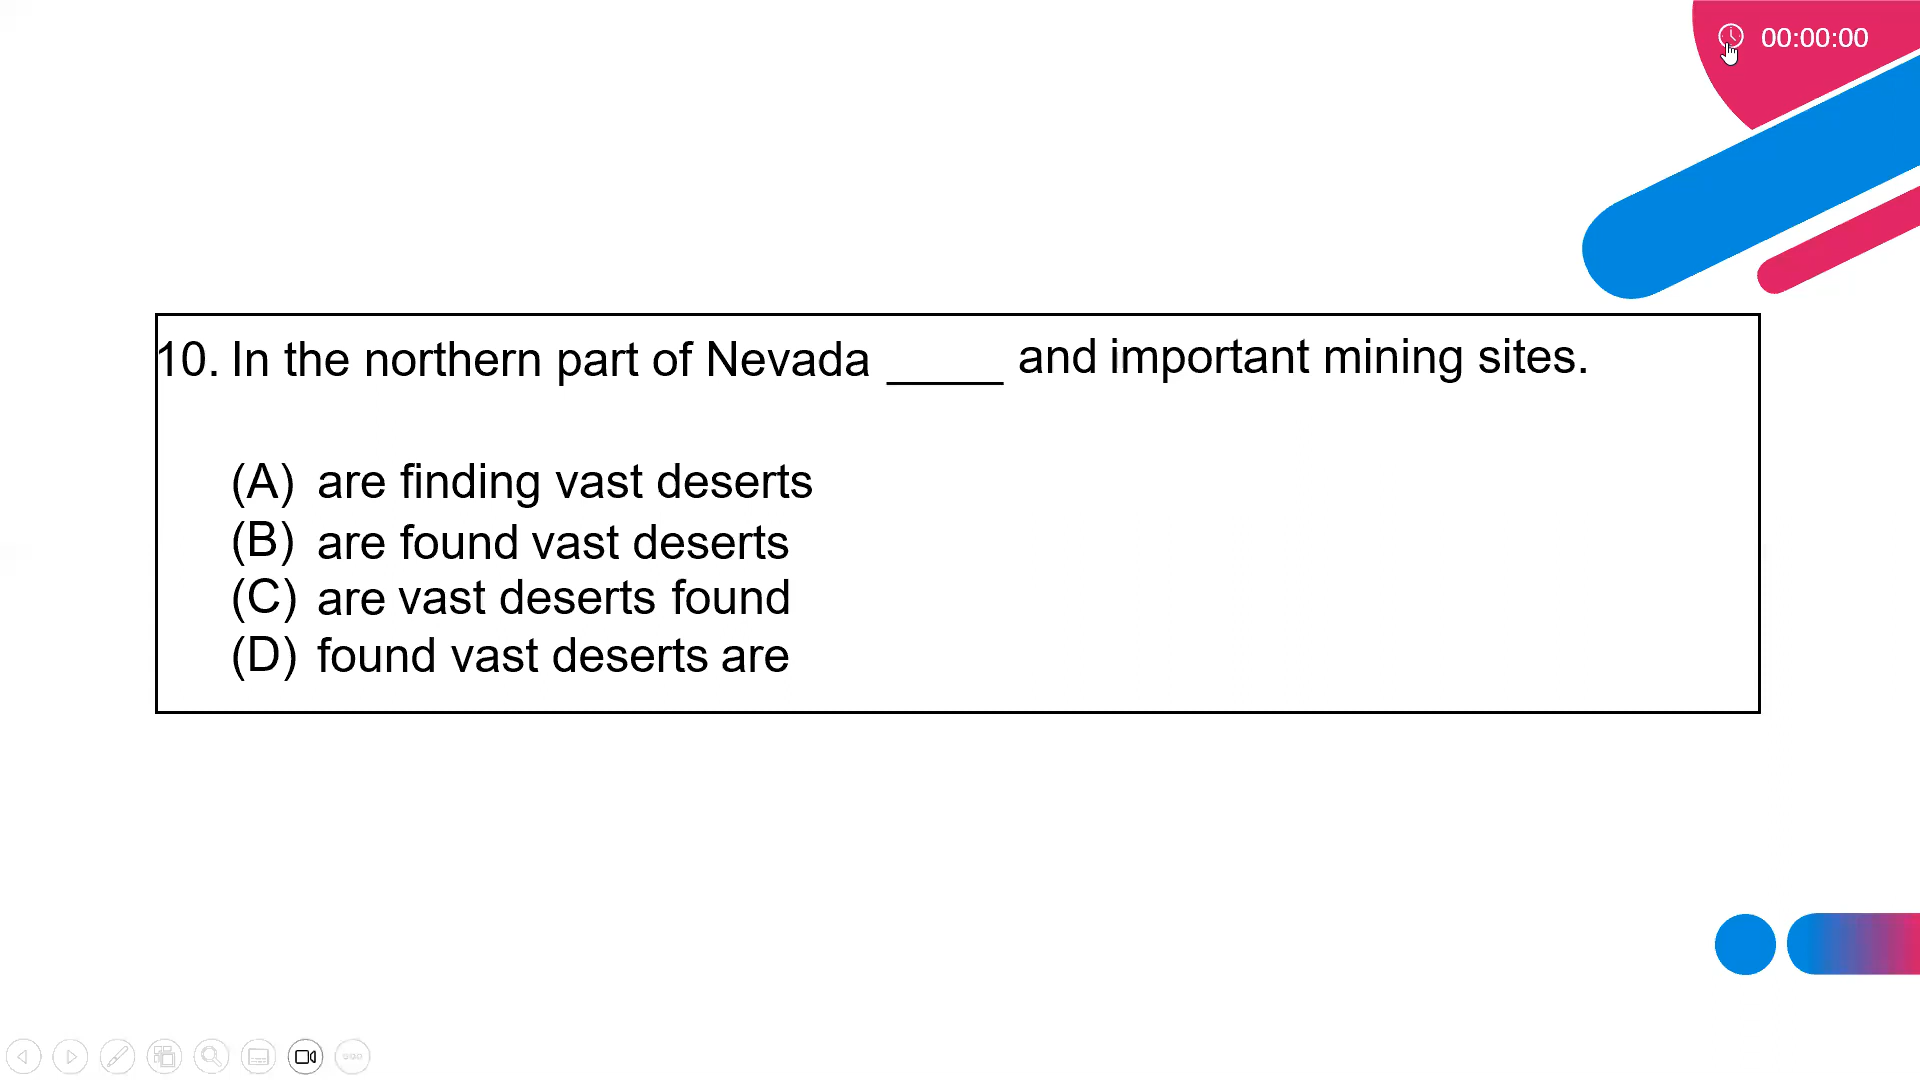 00:00:00
10. In the northern part of Nevada _____ and important mining sites.
(A) are finding vast deserts
(B) are found vast deserts
(C) are vast deserts found
(D) found vast deserts are